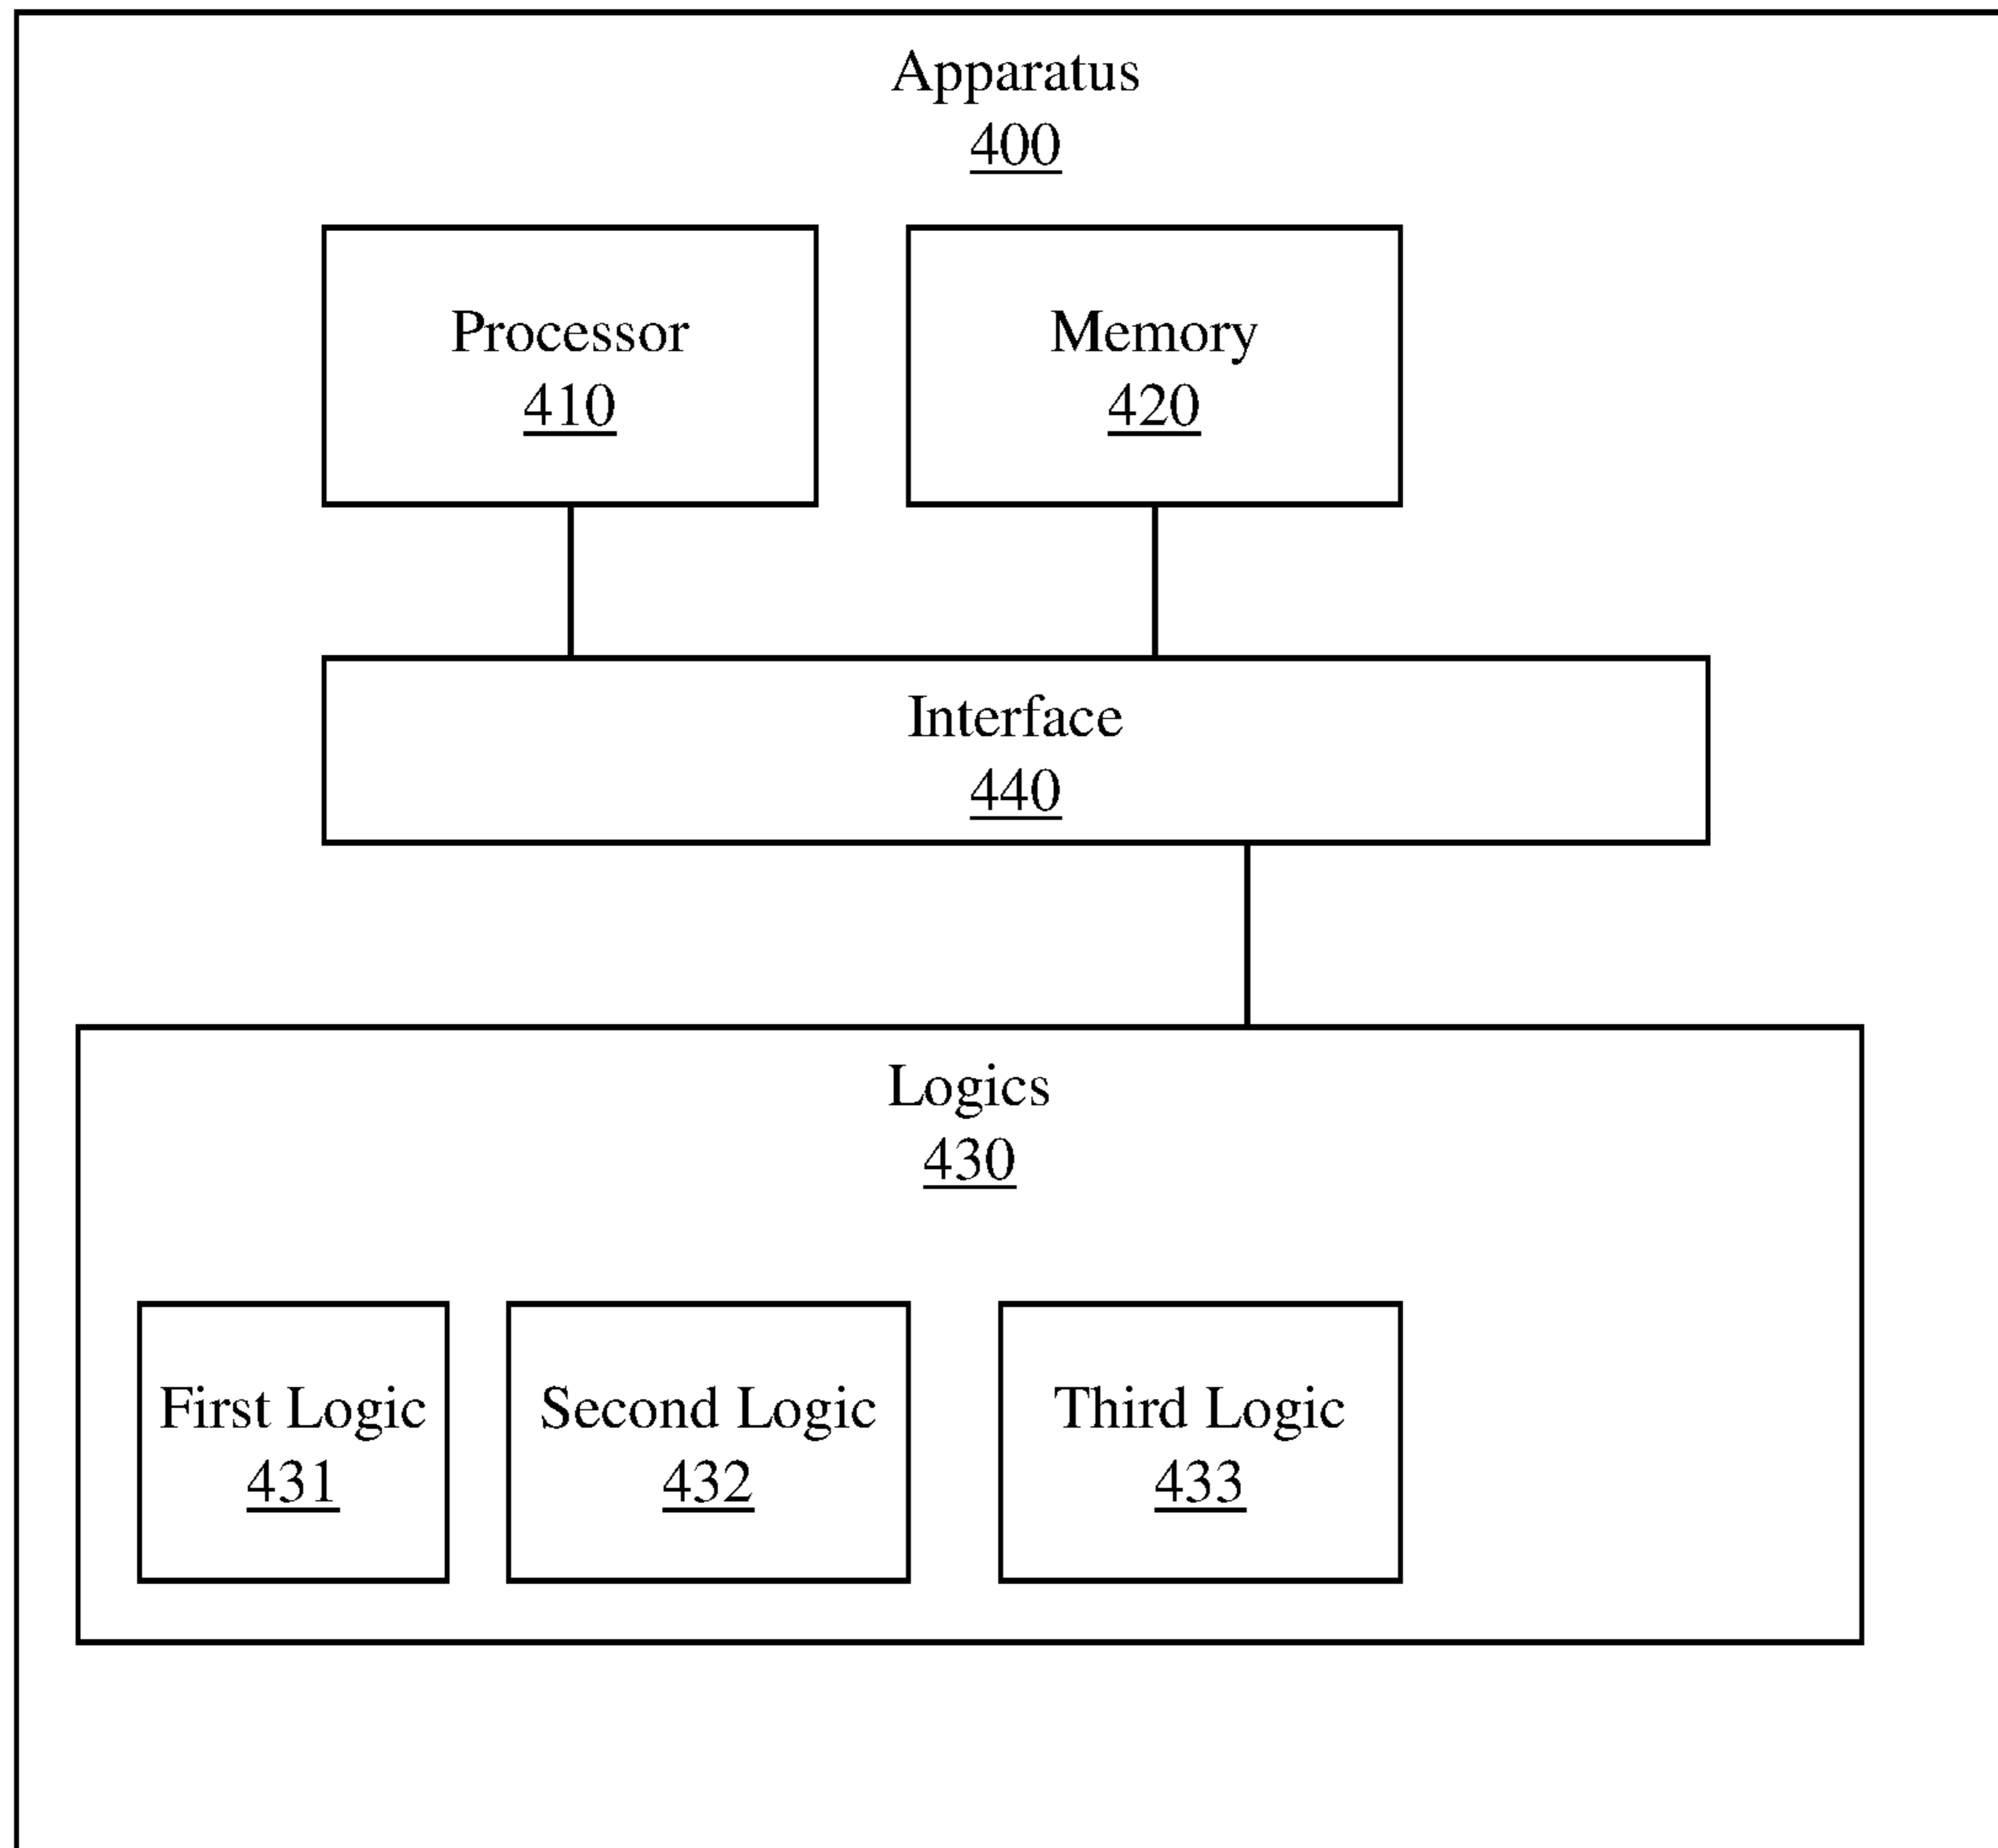 Apparatus
400
Processor
410
Memory
420
Interface
440
Logics
430
First Logic
431
Second Logic
432
Third Logic
433